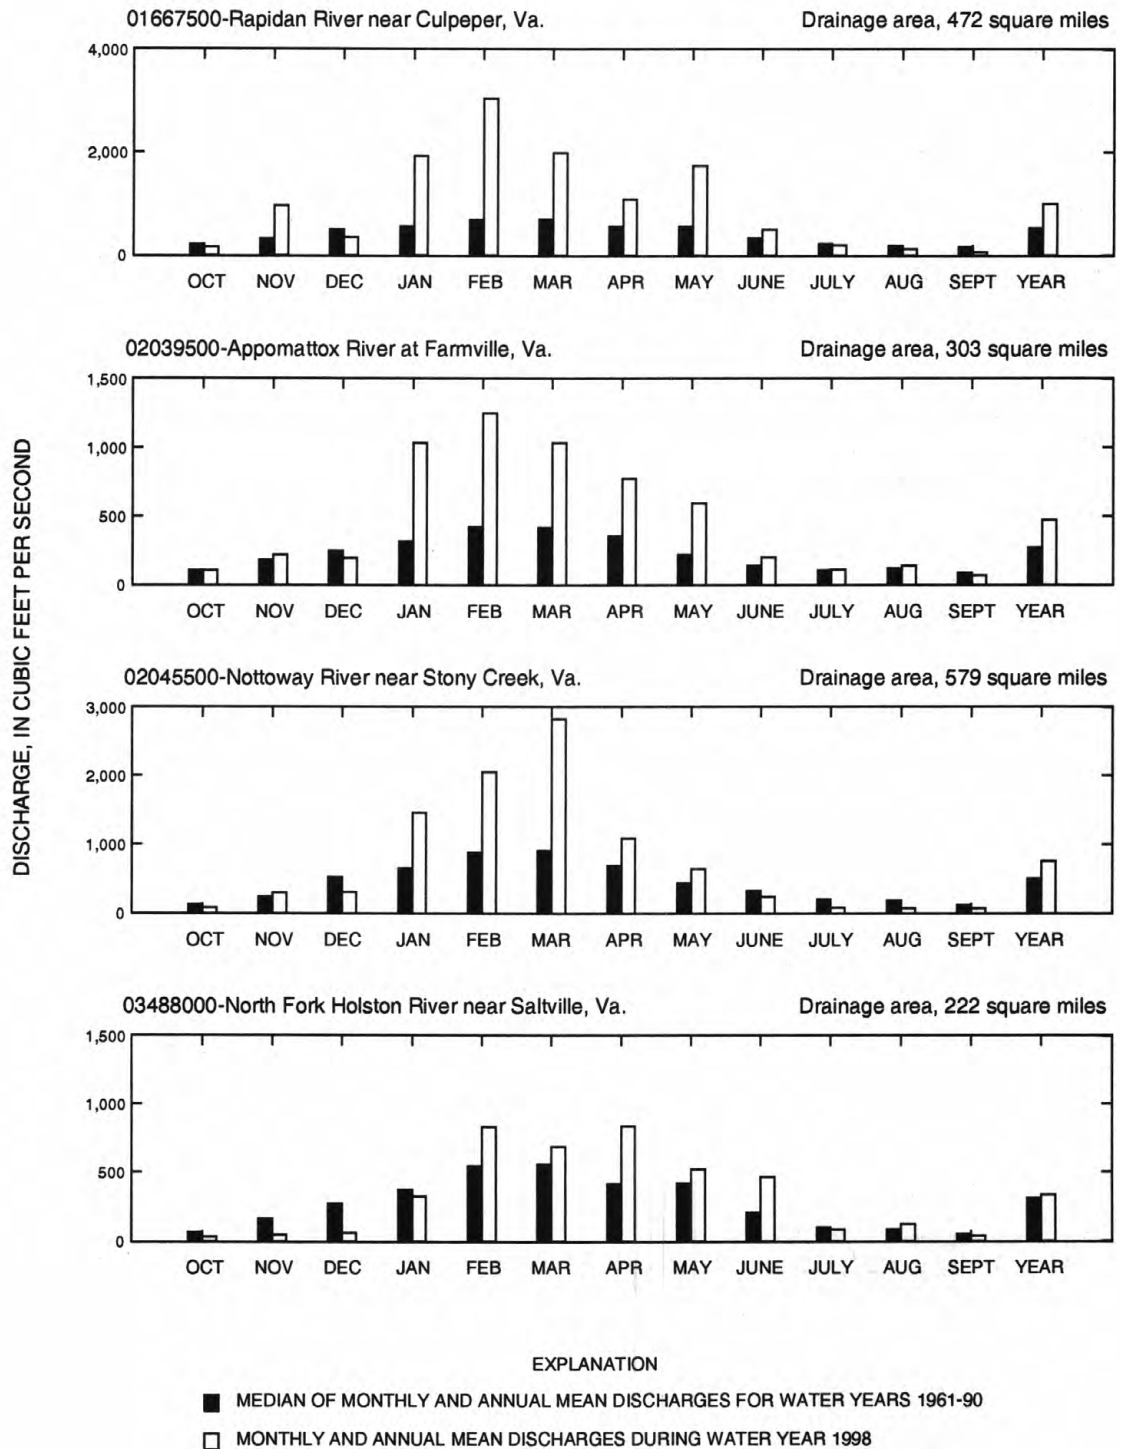 01667500-Rapidan River near Culpeper, Va. Drainage area, 472 square miles
4,000
2,000
0
OCT NOV DEC JAN FEB MAR APR MAY JUNE JULY AUG SEPT YEAR
02039500-Appomattox River at Farmville, Va. Drainage area, 303 square miles
1,500
1,000
500
0
OCT NOV DEC JAN FEB MAR APR MAY JUNE JULY AUG SEPT YEAR
DISCHARGE, IN CUBIC FEET PER SECOND
02045500-Nottoway River near Stony Creek, Va. Drainage area, 579 square miles
3,000
2,000
1,000
0
OCT NOV DEC JAN FEB MAR APR MAY JUNE JULY AUG SEPT YEAR
03488000-North Fork Holston River near Saltville, Va. Drainage area, 222 square miles
1,500
1,000
500
0
OCT NOV DEC JAN FEB MAR APR MAY JUNE JULY AUG SEPT YEAR
EXPLANATION
MEDIAN OF MONTHLY AND ANNUAL MEAN DISCHARGES FOR WATER YEARS 1961-90
MONTHLY AND ANNUAL MEAN DISCHARGES DURING WATER YEAR 1998